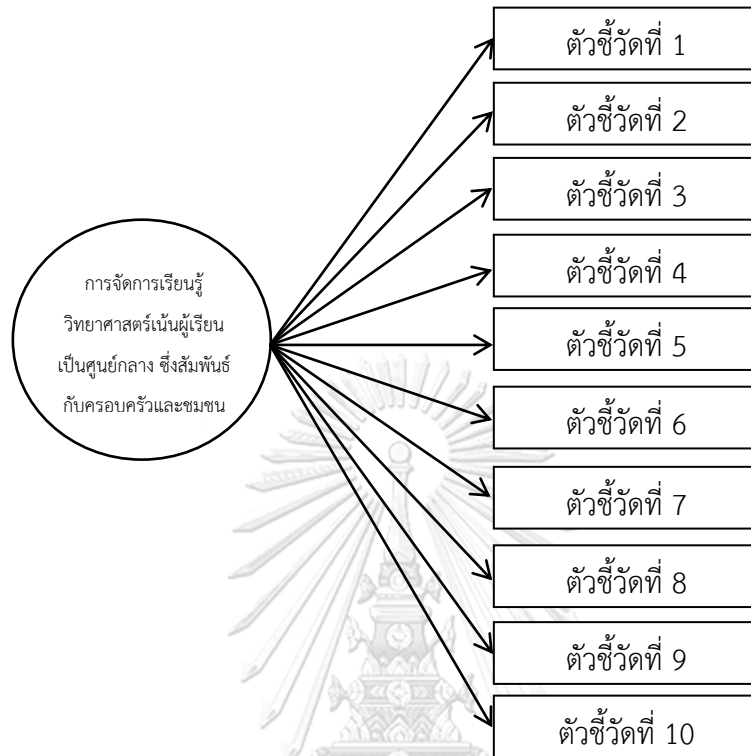 ตัวชี้วัดที่ 1
ตัวชี้วัดที่ 2
ตัวชี้วัดที่ 3
ตัวชี้วัดที่ 4
ตัวชี้วัดที่ 5
ตัวชี้วัดที่ 6
ตัวชี้วัดที่ 7
ตัวชี้วัดที่ 8
ตัวชี้วัดที่ 9
ตัวชี้วัดที่ 10
การจัดการเรียนรู้
วิทยาศาสตร์เน้นผู้เรียน
เป็นศูนย์กลาง ซึ่งสัมพันธ์
กับครอบครัวและชมชน